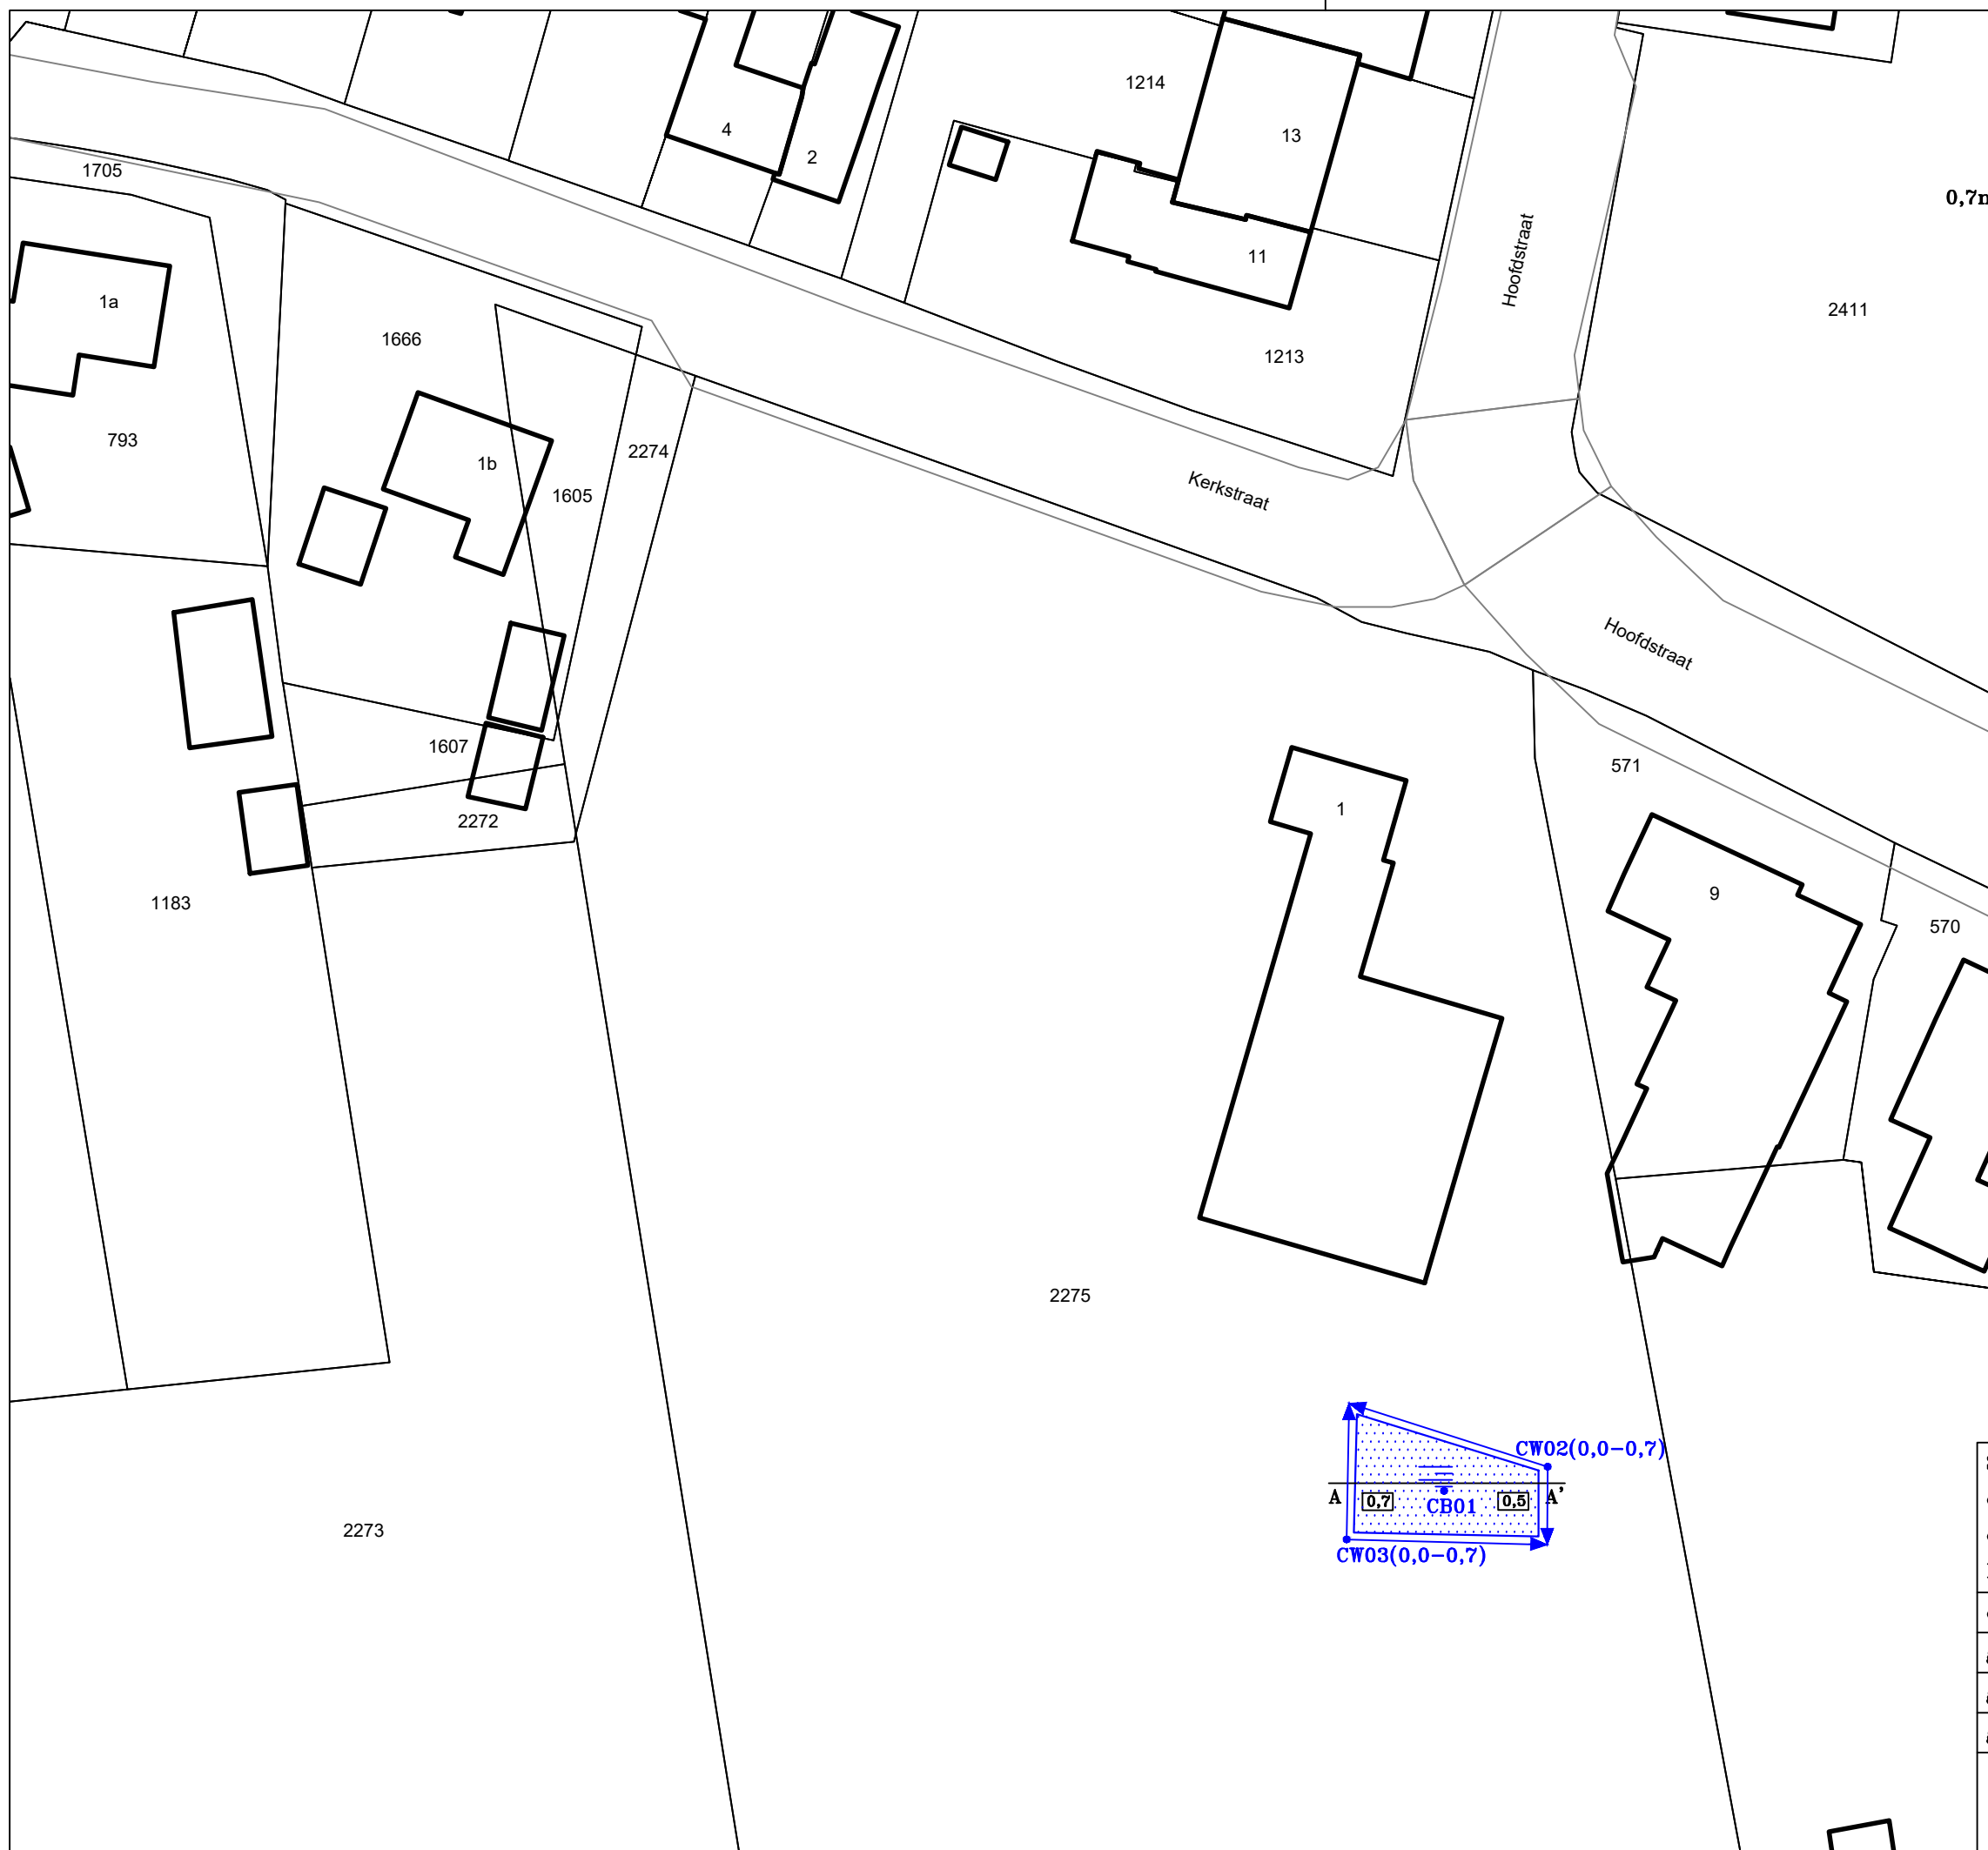 1214
4
13
2
1705
0,7
Hoofdstraat
11
1a
2411
1666
1213
793
2274
1b
1605
Kerkstraat
Hoofdstraat
1607
571
1
2272
9
1183
570
2275
CW02(0,0-0,7)
A
0,7
CB01
0,5
A'
2273
CW03(0,0-0,7)